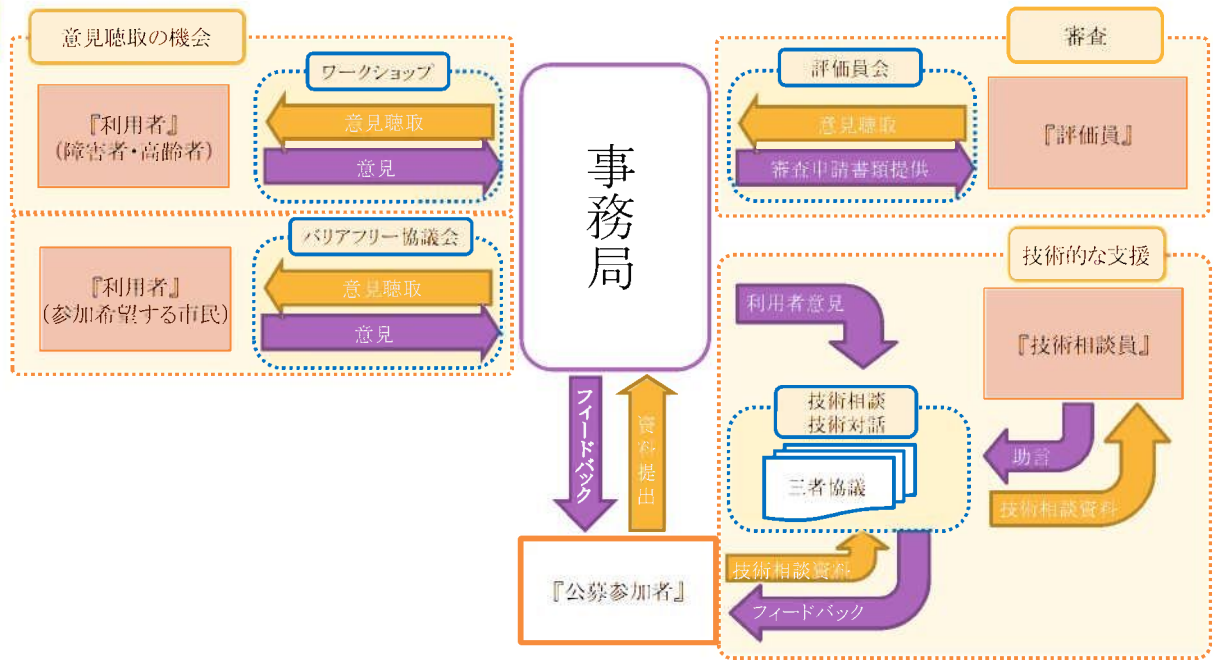 意見聴取の機会
ワークショップ
『利用者』
(障害者・高齢者)
意見聴取
意見
バリアフリー協議会
『利用者』
(参加希望する市民)
意見聴取
意見
事務局
審査
評価員会
意見聴取
審査申請書類提供
『評価員』
技術的な支援
利用者意見
『技術相談員』
技術相談
技術対話
三者協議
助言
技術相談資料
フィードバック
資料提出
『公募参加者』
技術相談資料
フィードバック